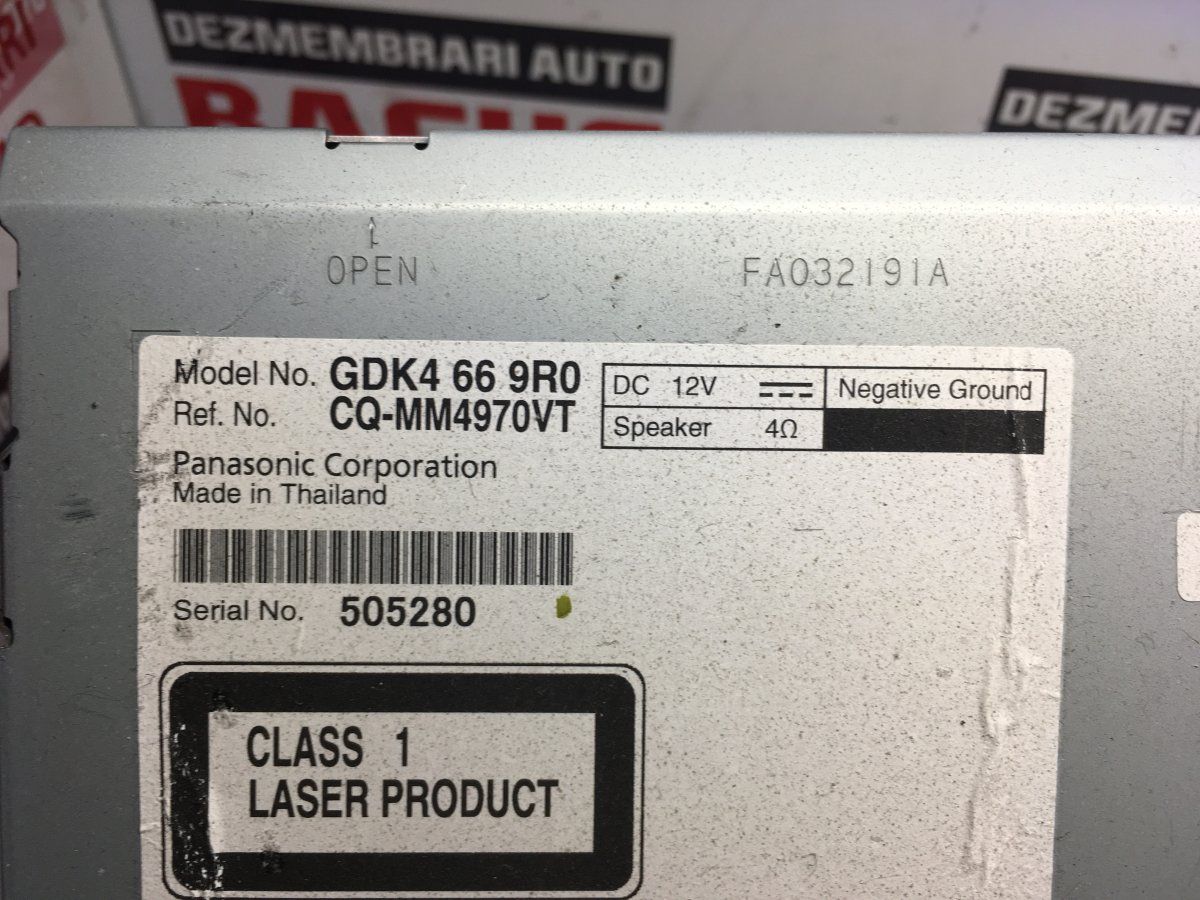 DEZMEMBRARI AUTO
DEZME
OPEN
FA032191A
Model No. GDK4 66 9R0
Ref. No. CQ-MM4970VT
DC 12V
Negative Ground
Speaker 4Ω
Panasonic Corporation
Made in Thailand
Serial No. 505280
CLASS 1
LASER PRODUCT